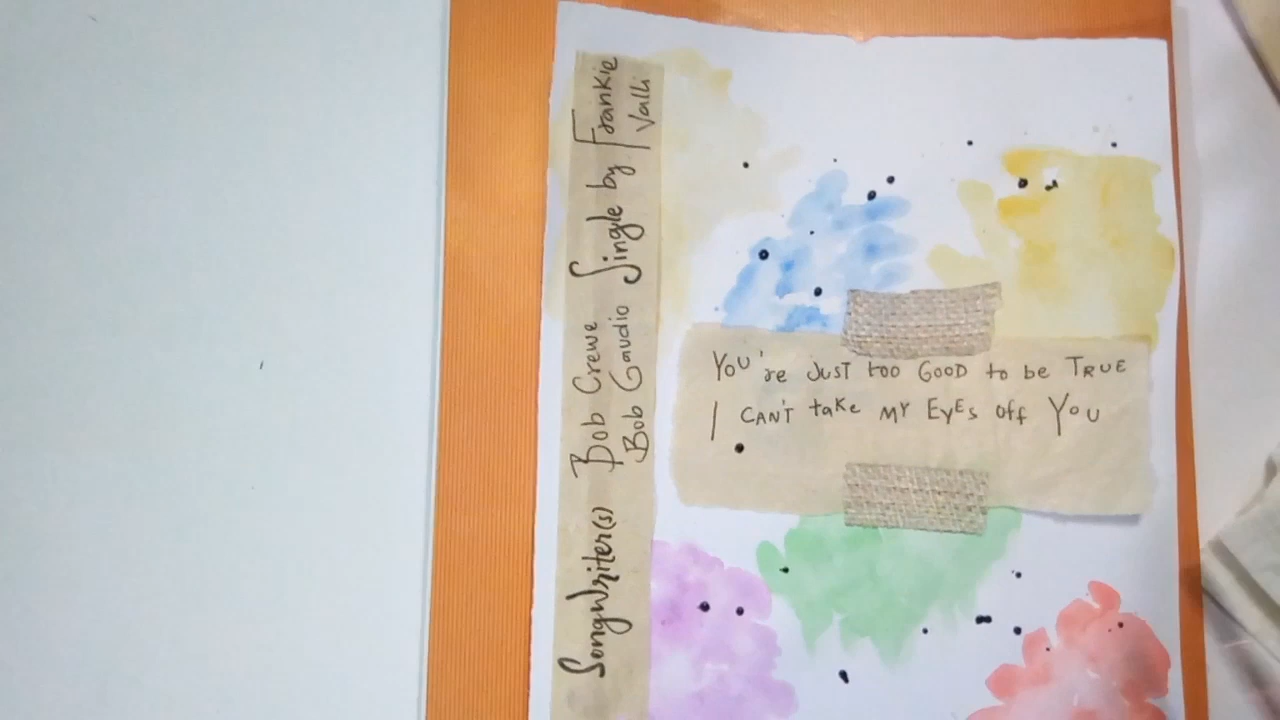 You're Just too Good to be TRUE
I CAN'T take MY EyEs off You
Songwriter(s) Bob Crewe
Bob Gaudio
Single by Frankie
Valli